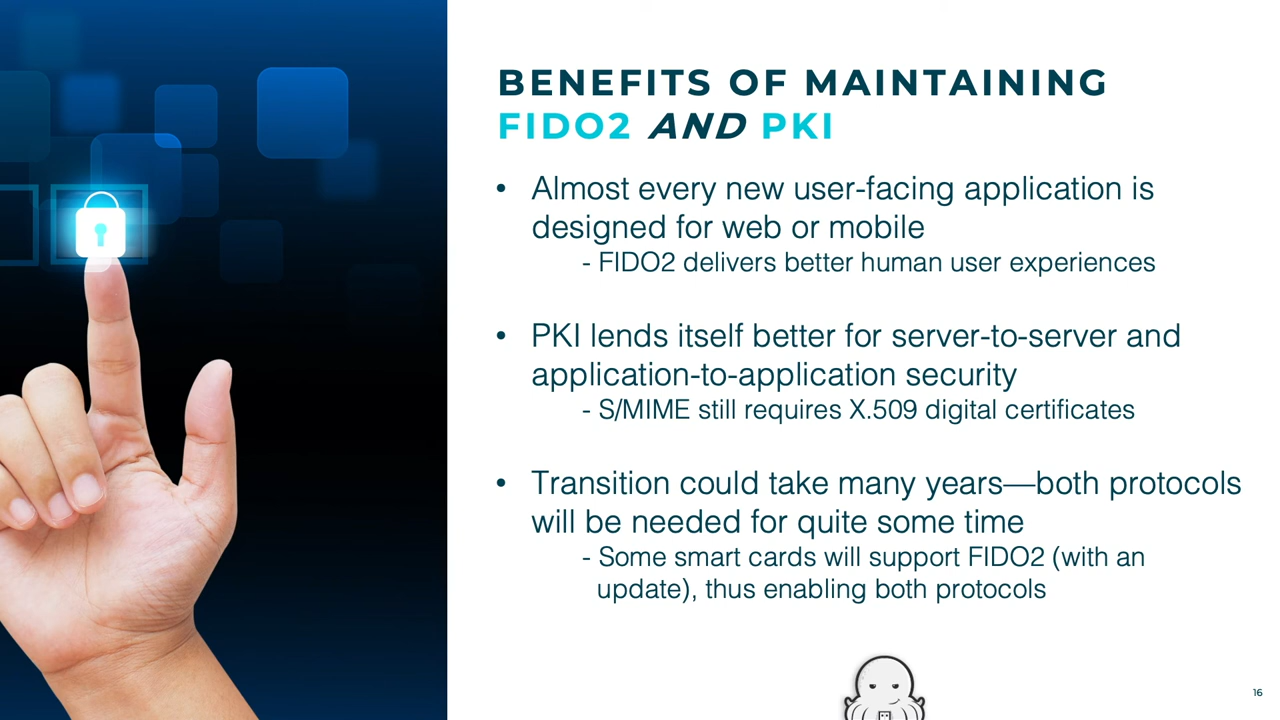 BENEFITS OF MAINTAINING
FIDO2 AND PKI
• Almost every new user-facing application is
designed for web or mobile
- FIDO2 delivers better human user experiences
• PKI lends itself better for server-to-server and
application-to-application security
- S/MIME still requires X.509 digital certificates
• Transition could take many years—both protocols
will be needed for quite some time
- Some smart cards will support FIDO2 (with an
update), thus enabling both protocols
16